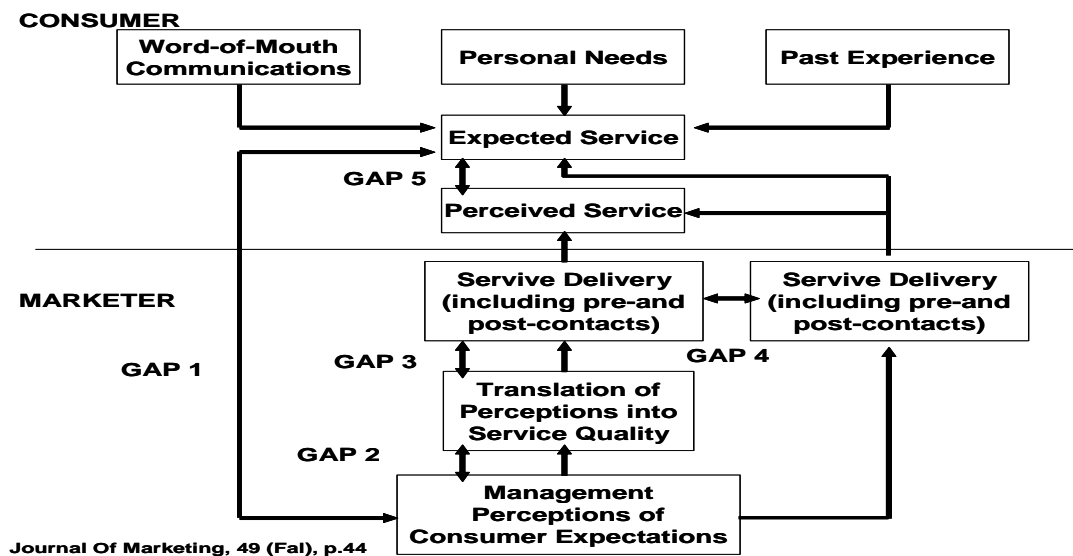 CONSUMER
Word-of-Mouth
Communications
Personal Needs
Past Experience
Expected Service
GAP 5
Perceived Service
MARKETER
Servive Delivery
(including pre-and
post-contacts)
Servive Delivery
(including pre-and
post-contacts)
GAP 1
GAP 3
GAP 4
Translation of
Perceptions into
Service Quality
GAP 2
Management
Perceptions of
Consumer Expectations
Journal Of Marketing, 49 (Fal), p.44